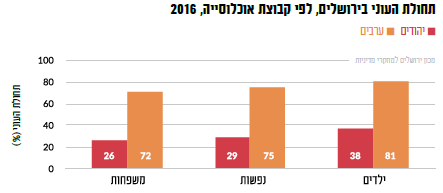 תחולת העוני בירושלים, לפי קבוצת אוכלוסייה, 2016
יהודים ערבים
מכון ירושלים למחקרי מדיניות
תחולת העוני (%)
100
80
60
40
20
0
38 81
29 75
26 72
ילדים
נפשות
משפחות